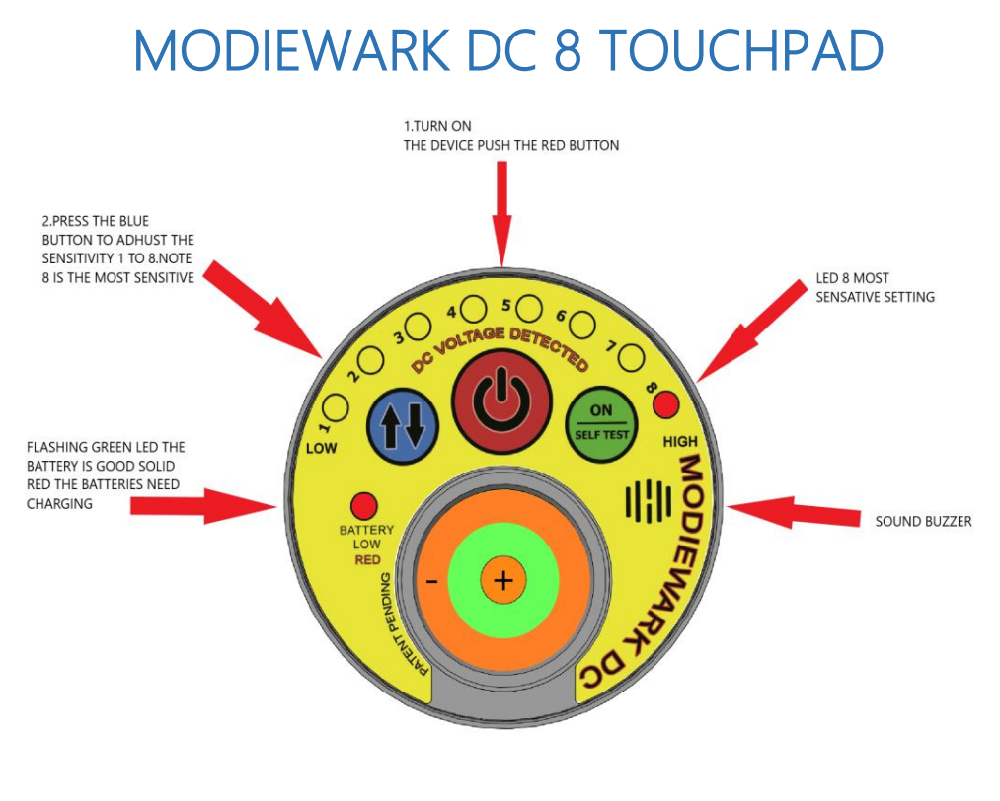 MODIEWARK DC 8 TOUCHPAD
1.TURN ON
THE DEVICE PUSH THE RED BUTTON
2.PRESS THE BLUE
BUTTON TO ADHUST THE
SENSITIVITY 1 TO 8.NOTE
8 IS THE MOST SENSITIVE
LED 8 MOST
SENSATIVE SETTING
1 2 3 4 5 6 7 8
DC VOLTAGE DETECTED
ON
SELF TEST
LOW
HIGH
FLASHING GREEN LED THE
BATTERY IS GOOD SOLID
RED THE BATTERIES NEED
CHARGING
SOUND BUZZER
BATTERY
LOW
RED
- +
PATENT PENDING
MODIEWARK DC